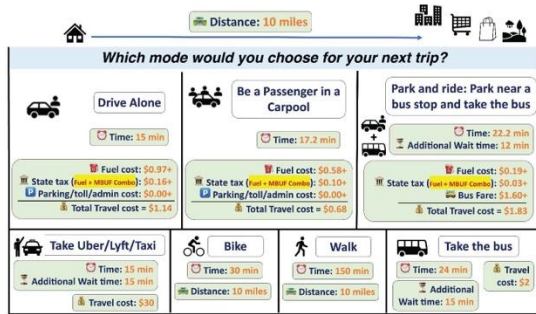 Distance: 10 miles
Which mode would you choose for your next trip?
Drive Alone
Time: 15 min
Fuel cost: $0.97+
State tax (Fuel + MBUF Combo): $0.16+
Parking/toll/admin cost: $0.00+
Total Travel cost = $1.14
Be a Passenger in a
Carpool
Time: 17.2 min
Fuel cost: $0.58+
State tax (Fuel + MBUF Combo): $0.10+
Parking/toll/admin cost: $0.00+
Total Travel cost = $0.68
Park and ride: Park near a
bus stop and take the bus
Time: 22.2 min
Additional Wait time: 12 min
Fuel cost: $0.19+
State tax (Fuel + MBUF Combo): $0.03+
Bus Fare: $1.60+
Total Travel cost = $1.83
Take Uber/Lyft/Taxi
Time: 15 min
Additional Wait time: 15 min
Travel cost: $30
Bike
Time: 30 min
Distance: 10 miles
Walk
Time: 150 min
Distance: 10 miles
Take the bus
Time: 24 min
Additional
Wait time: 15 min
Travel
cost: $2